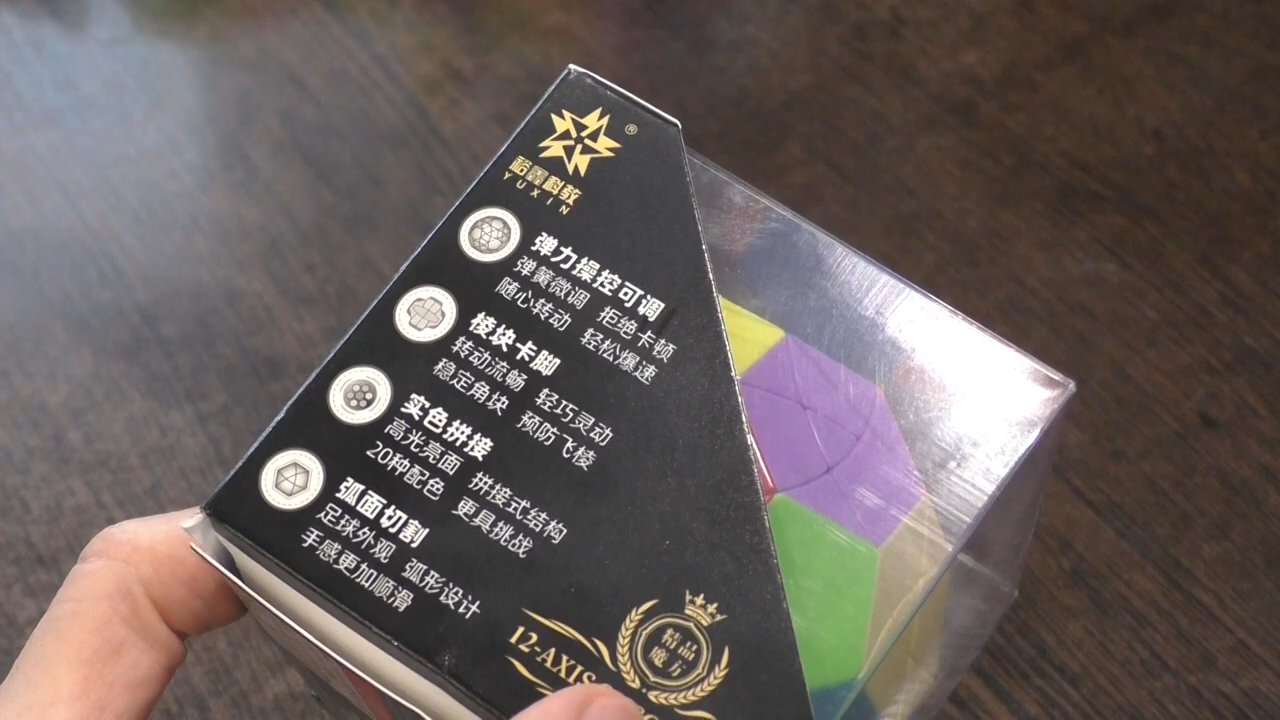 ®
裕鑫科教
YUXIN
弹力操控可调
弹簧微调 拒绝卡顿
随心转动 轻松爆速
棱块卡脚
转动流畅 轻巧灵动
稳定角块 预防飞棱
实色拼接
高光亮面 拼接式结构
20种配色 更具挑战
弧面切割
足球外观 弧形设计
手感更加顺滑
精品
魔方
12-AXIS